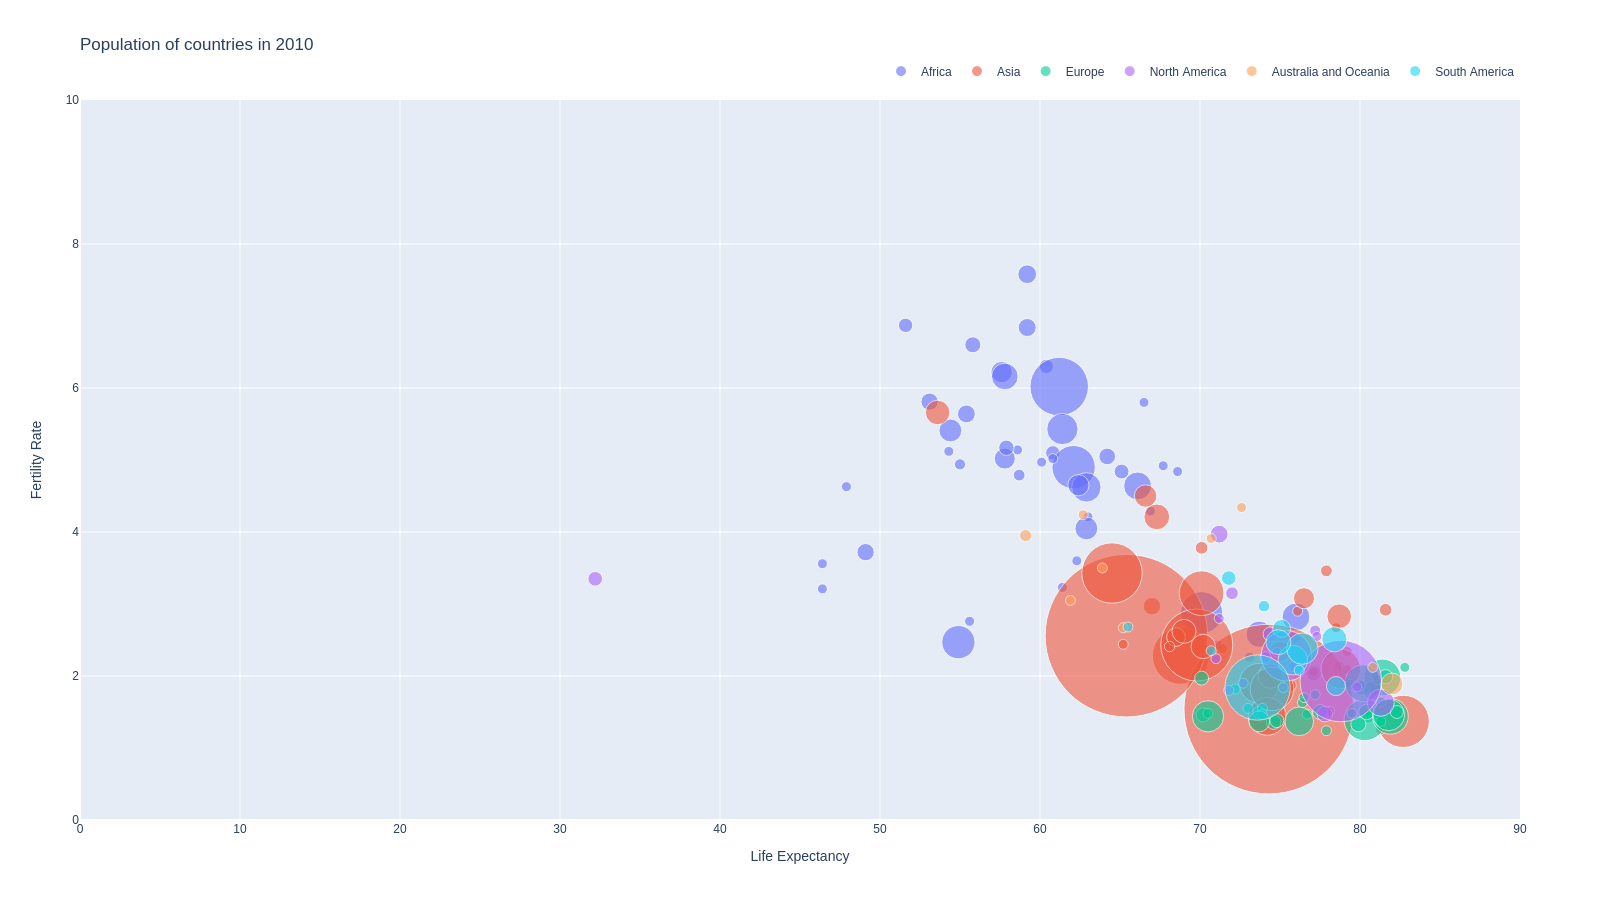 Population of countries in 2010
Africa Asia Europe North America Australia and Oceania South America
10
8
6
4
2
0
Fertility Rate
0 10 20 30 40 50 60 70 80 90
Life Expectancy